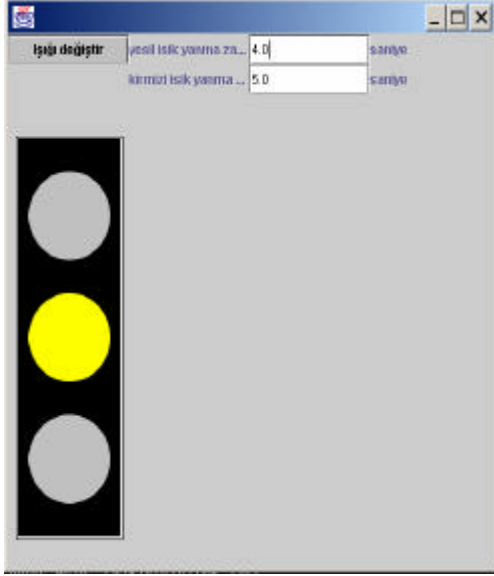 Işığı değiştir yesil isik yanma za... 4.0 saniye
kirmizi isik yanma ... 5.0 saniye